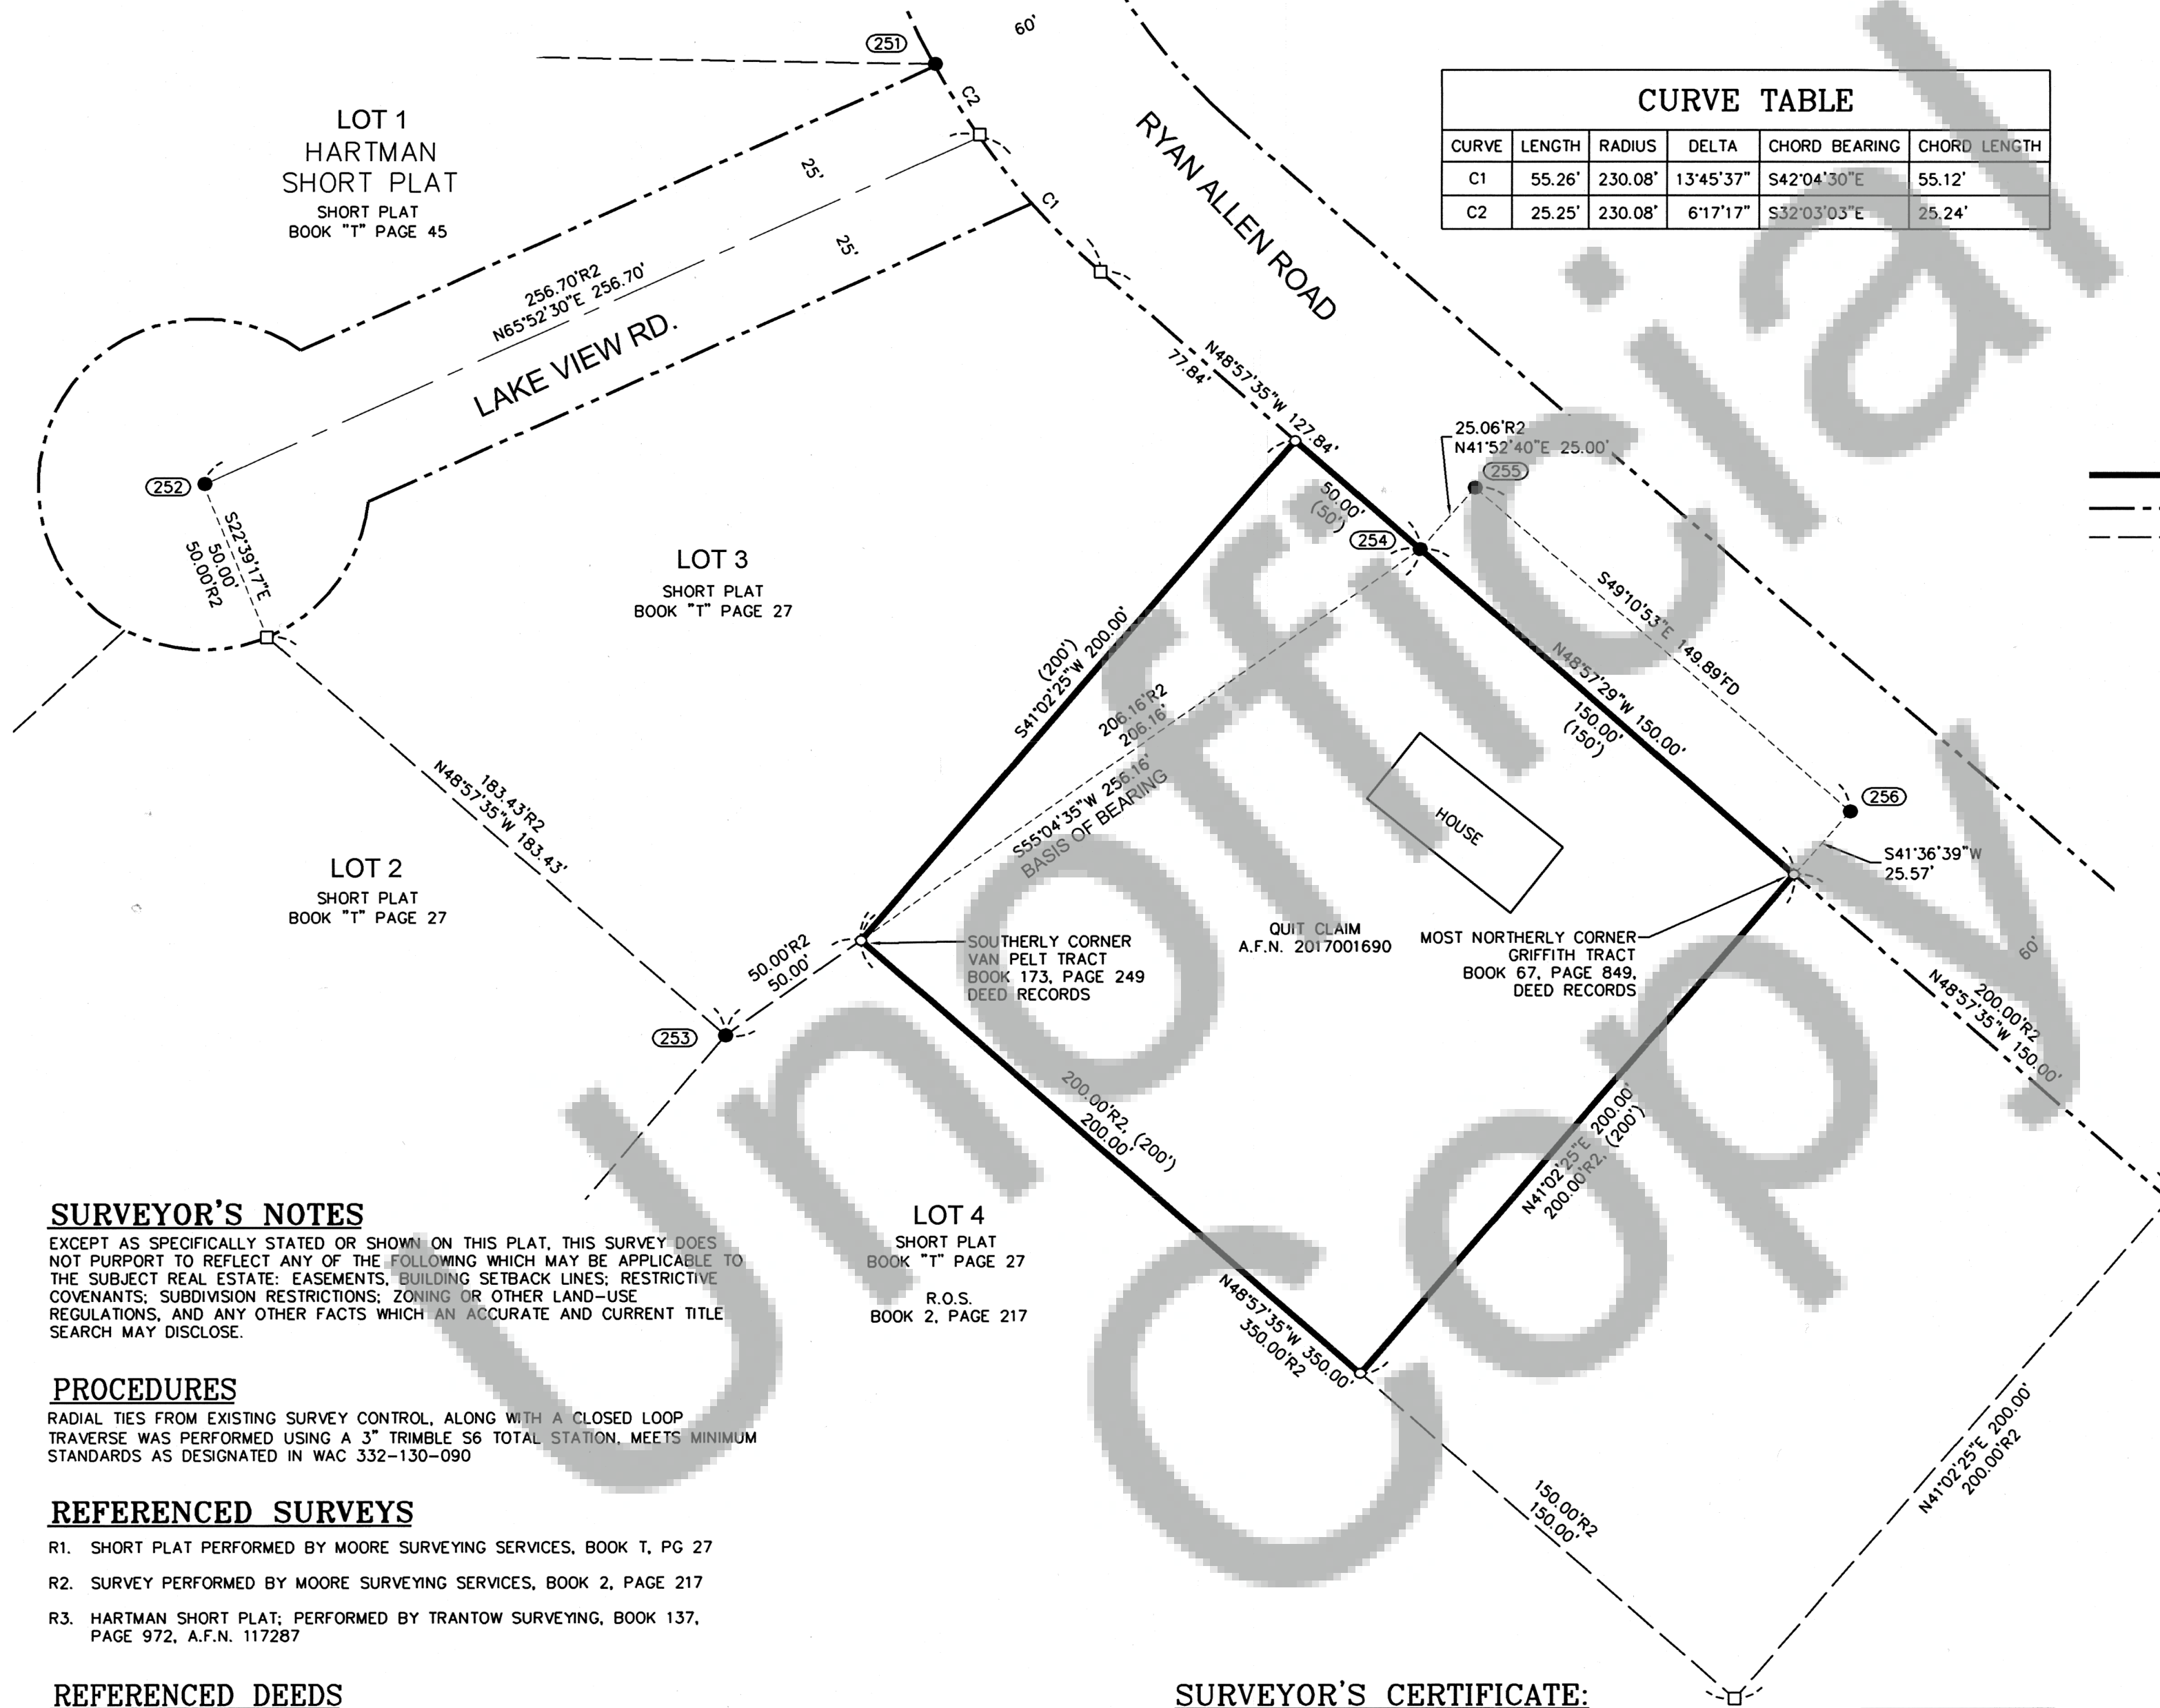 60'
251
C2
LOT 1
HARTMAN
SHORT PLAT
SHORT PLAT
BOOK "T" PAGE 45
25'
25'
C1
RYAN ALLEN ROAD
CURVE TABLE
CURVE LENGTH RADIUS DELTA CHORD BEARING CHORD LENGTH
C1 55.26' 230.08' 13°45'37" S42°04'30"E 55.12'
C2 25.25' 230.08' 6°17'17" S32°03'03"E 25.24'
256.70'R2
N65°52'30"E 256.70'
LAKE VIEW RD.
N48°57'35"W 127.84'
77.84'
25.06'R2
N41°52'40"E 25.00'
255
252
S22°39'17"E
50.00'
50.00'R2
50.00'
(50')
254
LOT 3
SHORT PLAT
BOOK "T" PAGE 27
S49°10'53"E 149.89'FD
(200')
S41°02'25"W 200.00'
206.16'R2
206.16'
S55°04'35"W 256.16'
BASIS OF BEARING
N48°57'29"W 150.00'
150.00'
(150')
HOUSE
256
S41°36'39"W
25.57'
183.43'R2
N48°57'35"W 183.43'
LOT 2
SHORT PLAT
BOOK "T" PAGE 27
50.00'R2
50.00'
253
SOUTHERLY CORNER
VAN PELT TRACT
BOOK 173, PAGE 249
DEED RECORDS
QUIT CLAIM
A.F.N. 2017001690
MOST NORTHERLY CORNER
GRIFFITH TRACT
BOOK 67, PAGE 849,
DEED RECORDS
60'
200.00'R2
N48°57'35"W 150.00'
200.00'R2, (200')
200.00'
N41°02'25"E 200.00'
200.00'R2, (200')
LOT 4
SHORT PLAT
BOOK "T" PAGE 27
R.O.S.
BOOK 2, PAGE 217
N48°57'35"W 350.00'
350.00'R2
150.00'R2
150.00'
N41°02'25"E 200.00'
200.00'R2
SURVEYOR'S NOTES
EXCEPT AS SPECIFICALLY STATED OR SHOWN ON THIS PLAT, THIS SURVEY DOES
NOT PURPORT TO REFLECT ANY OF THE FOLLOWING WHICH MAY BE APPLICABLE TO
THE SUBJECT REAL ESTATE: EASEMENTS, BUILDING SETBACK LINES; RESTRICTIVE
COVENANTS; SUBDIVISION RESTRICTIONS; ZONING OR OTHER LAND-USE
REGULATIONS, AND ANY OTHER FACTS WHICH AN ACCURATE AND CURRENT TITLE
SEARCH MAY DISCLOSE.
PROCEDURES
RADIAL TIES FROM EXISTING SURVEY CONTROL, ALONG WITH A CLOSED LOOP
TRAVERSE WAS PERFORMED USING A 3" TRIMBLE S6 TOTAL STATION, MEETS MINIMUM
STANDARDS AS DESIGNATED IN WAC 332-130-090
REFERENCED SURVEYS
R1. SHORT PLAT PERFORMED BY MOORE SURVEYING SERVICES, BOOK T, PG 27
R2. SURVEY PERFORMED BY MOORE SURVEYING SERVICES, BOOK 2, PAGE 217
R3. HARTMAN SHORT PLAT; PERFORMED BY TRANTOW SURVEYING, BOOK 137,
PAGE 972, A.F.N. 117287
REFERENCED DEEDS
SURVEYOR'S CERTIFICATE:
Unofficial
Copy